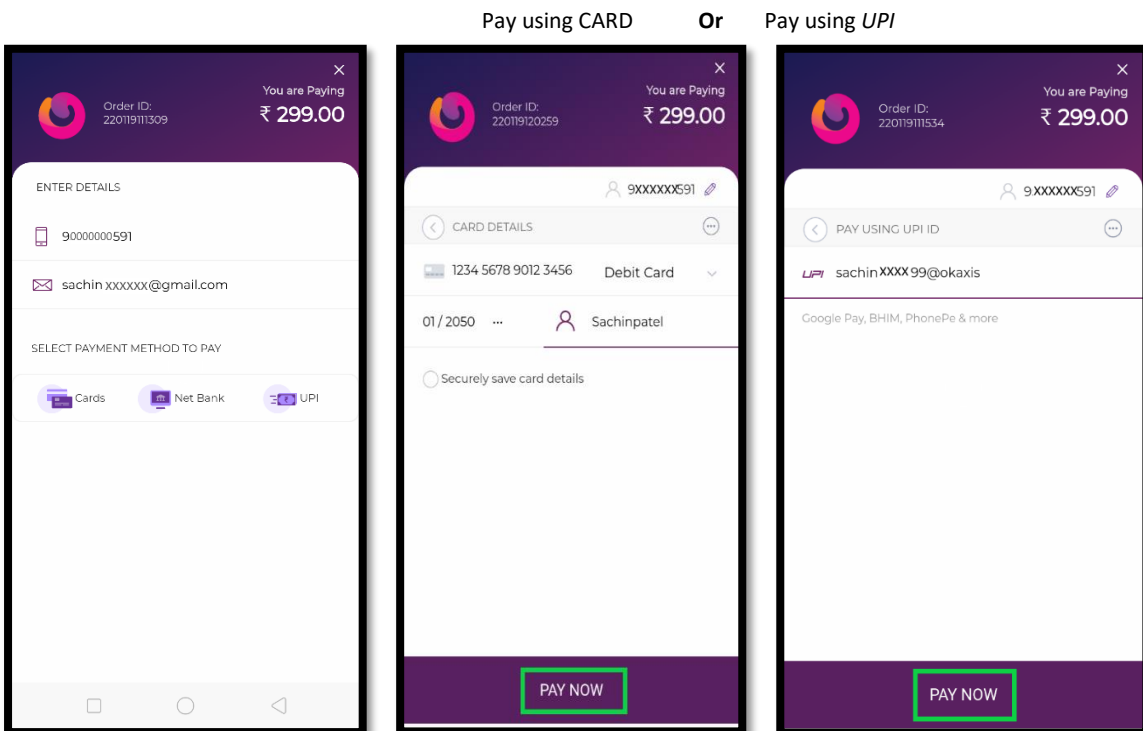 Pay using CARD Or Pay using UPI
You are Paying
Order ID:
220119111309
₹ 299.00
ENTER DETAILS
90000000591
sachin xxxxxx@gmail.com
SELECT PAYMENT METHOD TO PAY
Cards Net Bank UPI
You are Paying
Order ID:
220119120259
₹ 299.00
9XXXXXX591
CARD DETAILS
1234 5678 9012 3456 Debit Card
01 / 2050 ... Sachinpatel
Securely save card details
PAY NOW
You are Paying
Order ID:
220119111534
₹ 299.00
9XXXXXX591
PAY USING UPI ID
UPI sachinXXXX99@okaxis
Google Pay, BHIM, PhonePe & more
PAY NOW